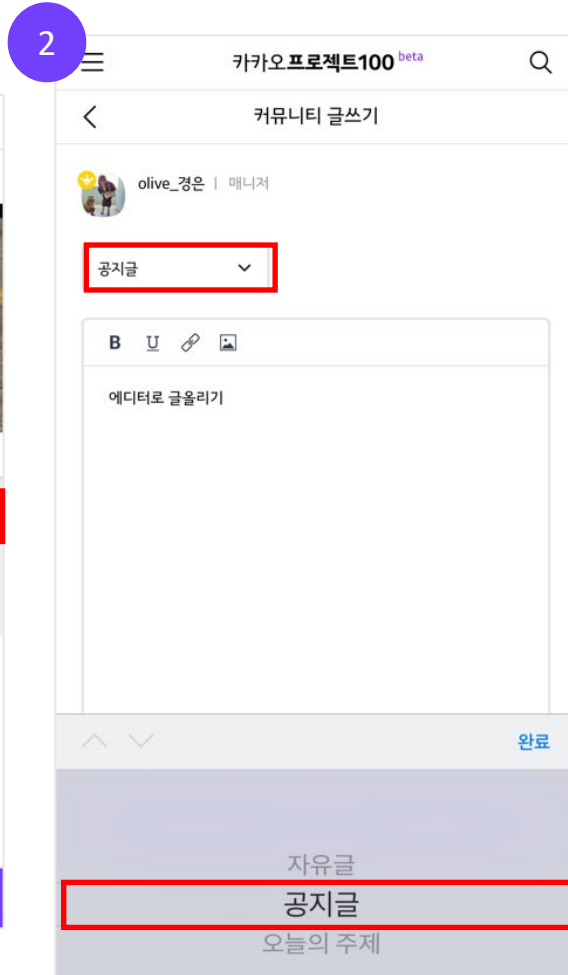 2
카카오프로젝트100 beta
커뮤니티 글쓰기
olive_경은 | 매니저
공지글
B U
에디터로 글올리기
완료
자유글
공지글
오늘의 주제